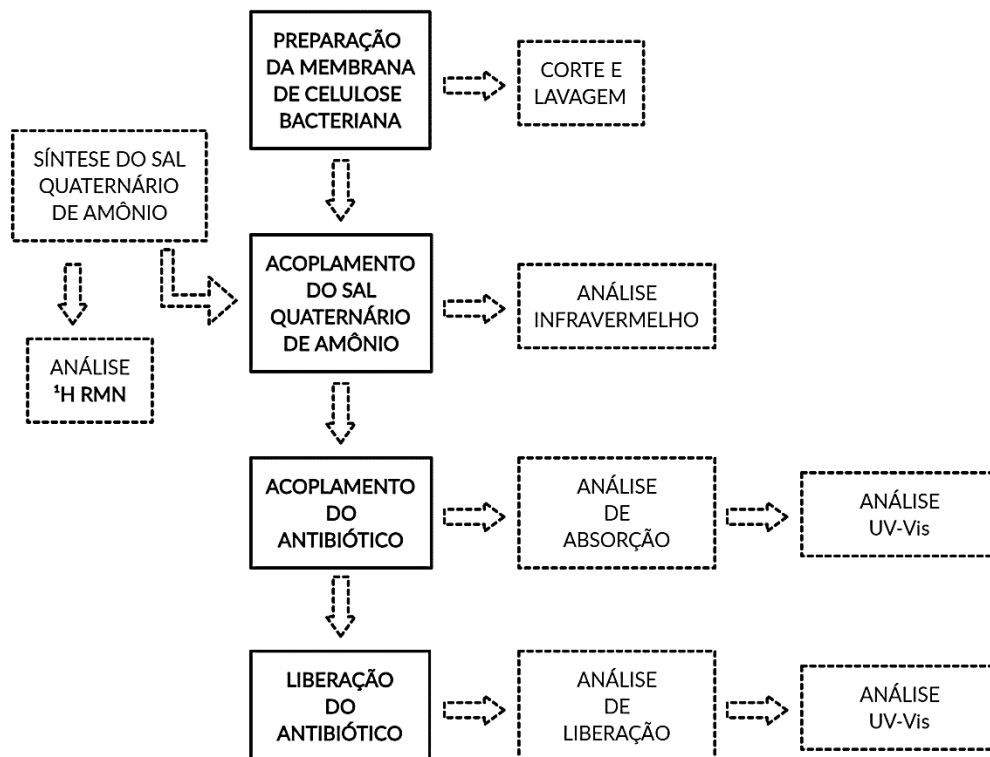 PREPARAÇÃO
DA MEMBRANA
DE CELULOSE
BACTERIANA
CORTE E
LAVAGEM
SÍNTESE DO SAL
QUATERNÁRIO
DE AMÔNIO
ACOPLAMENTO
DO SAL
QUATERNÁRIO
DE AMÔNIO
ANÁLISE
INFRAVERMELHO
ANÁLISE
¹H RMN
ACOPLAMENTO
DO
ANTIBIÓTICO
ANÁLISE
DE
ABSORÇÃO
ANÁLISE
UV-Vis
LIBERAÇÃO
DO
ANTIBIÓTICO
ANÁLISE
DE
LIBERAÇÃO
ANÁLISE
UV-Vis